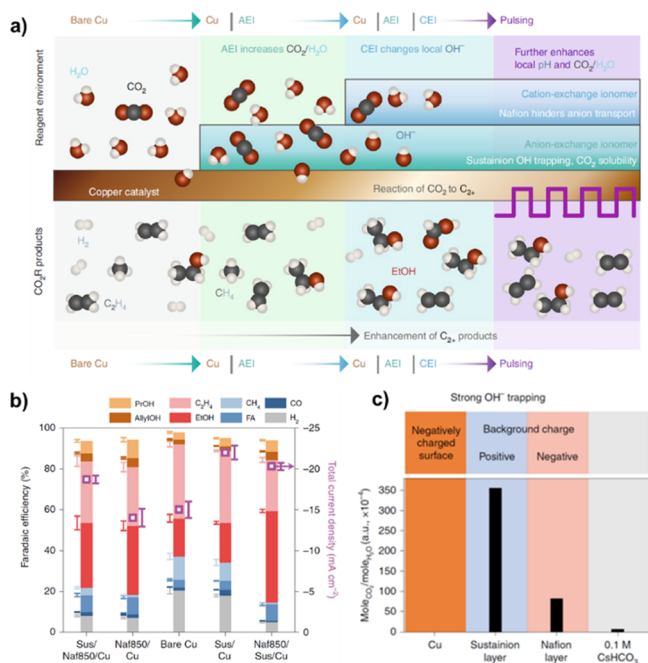 a)
Bare Cu Cu AEI Cu AEI CEI Pulsing
Reagent environment
H₂O
CO₂
AEI increases CO₂/H₂O
CEI changes local OH⁻
Further enhances
local pH and CO₂/H₂O
Cation-exchange ionomer
Nafion hinders anion transport
OH⁻
Anion-exchange ionomer
Sustainion OH trapping, CO₂ solubility
Copper catalyst
Reaction of CO₂ to C₂₊
CO₂R products
H₂
C₂H₄
CH₄
EtOH
Enhancement of C₂₊ products
Bare Cu Cu AEI Cu AEI CEI Pulsing
b)
PrOH C₂H₄ CH₄ CO
AllylOH EtOH FA H₂
Faradaic efficiency (%)
100
80
60
40
20
0
-25
-20
-15
-10
-5
0
Total current density (mA cm⁻²)
Sus/
Naf850/Cu
Naf850/
Cu
Bare Cu
Sus/
Cu
Naf850/
Sus/Cu
c)
Strong OH⁻ trapping
Negatively
charged
surface
Background charge
Positive Negative
Mole_CO₂/mole_H₂O (a.u., ×10⁻⁴)
350
300
250
200
150
100
50
0
Cu
Sustainion
layer
Nafion
layer
0.1 M
CsHCO₃